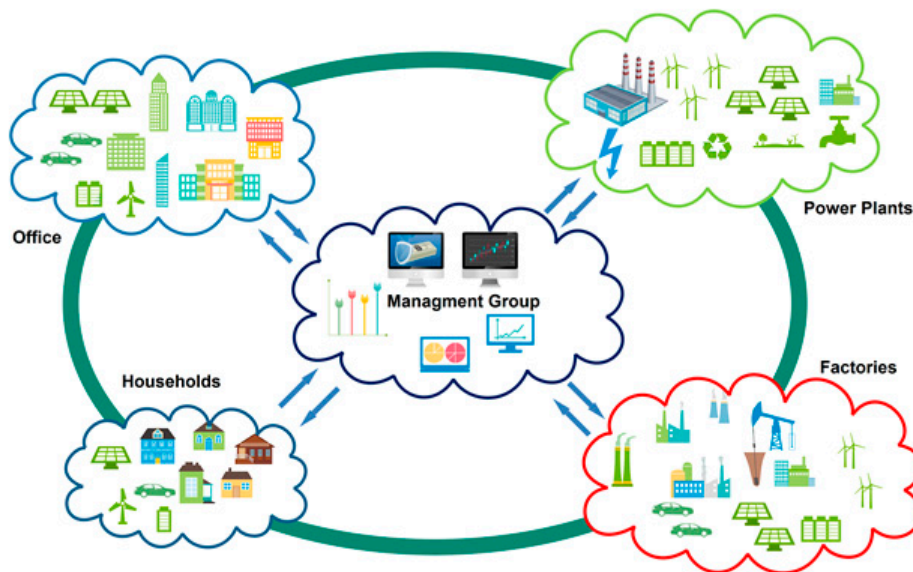 Office
Power Plants
Managment Group
Households
Factories